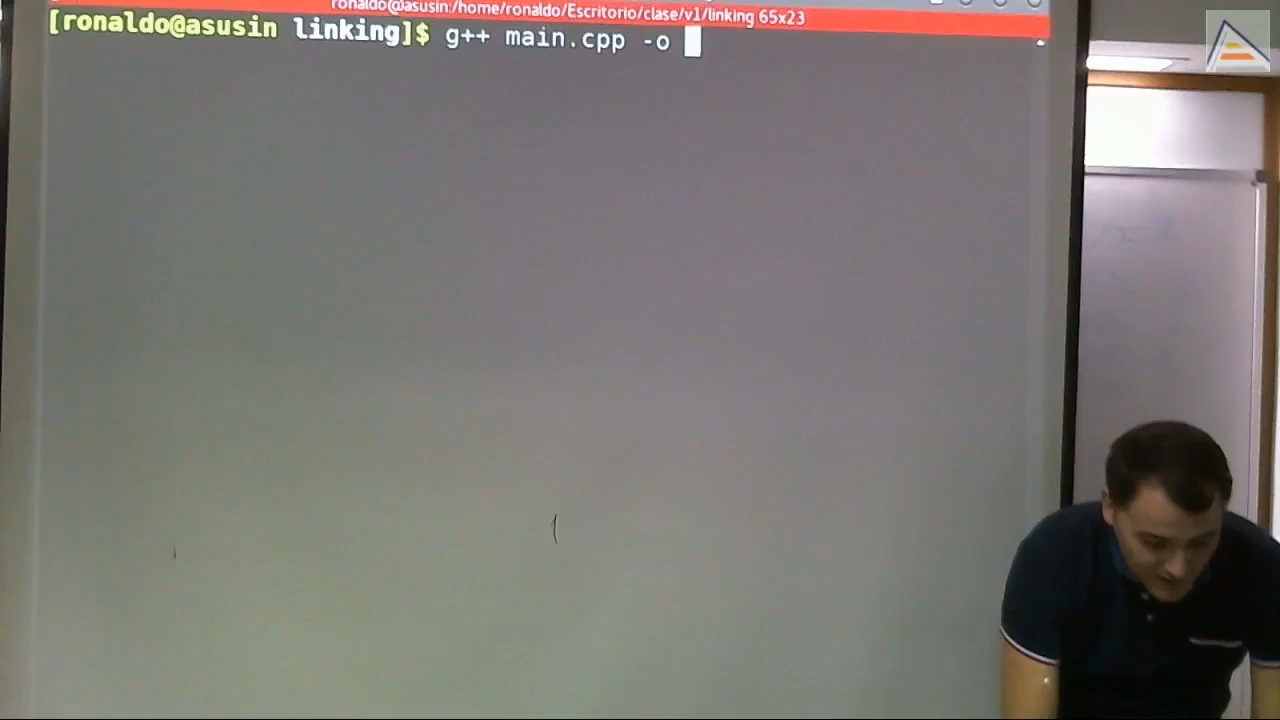 ronaldo@asusin:/home/ronaldo/Escritorio/clase/v1/linking 65x23
[ronaldo@asusin linking]$ g++ main.cpp -o